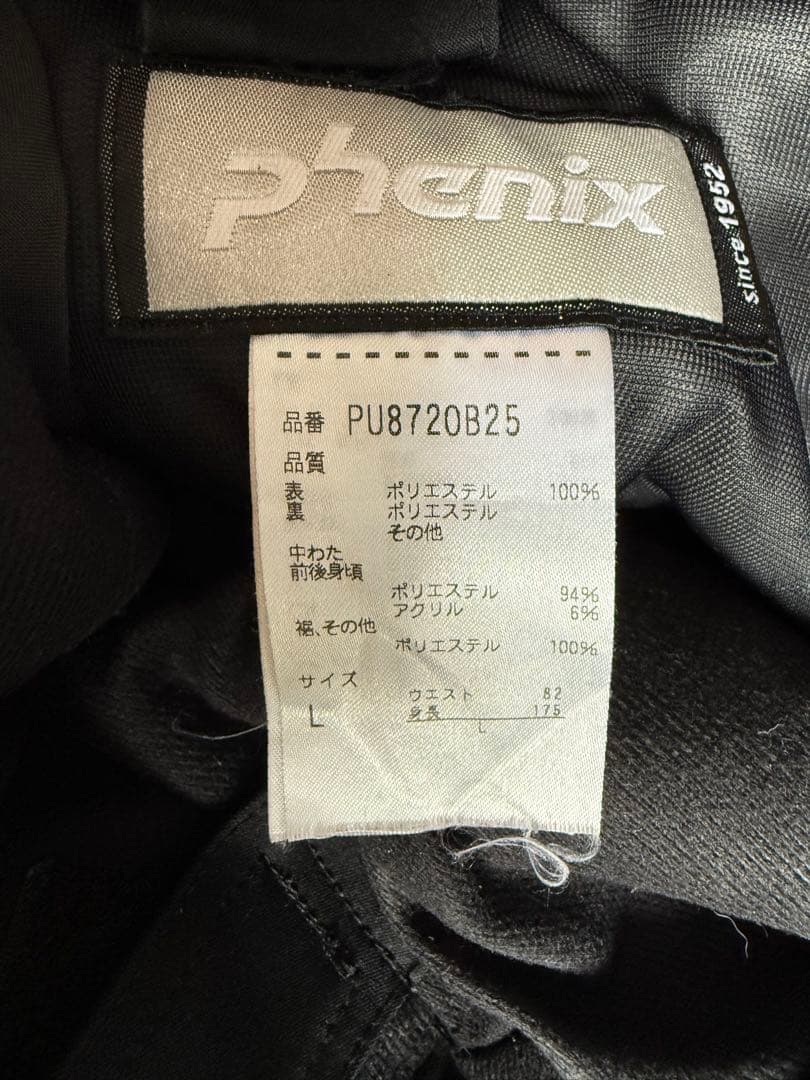 phenix
since 1952
品番 PU8720B25
品質
表 ポリエステル 100%
裏 ポリエステル
その他
中わた
前後身頃
ポリエステル 94%
アクリル 6%
裾、その他
ポリエステル 100%
サイズ
ウエスト 82
L 身長 175
L